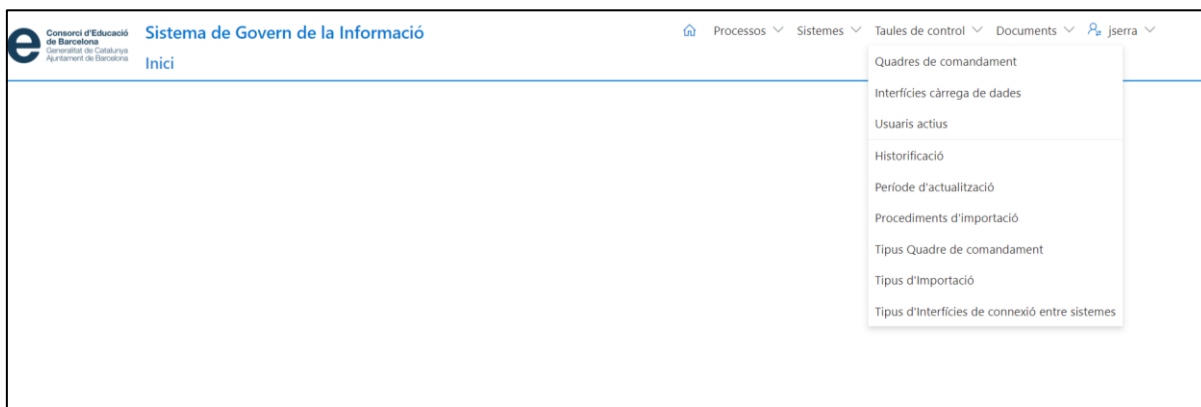 Consorci d'Educació
de Barcelona
Generalitat de Catalunya
Ajuntament de Barcelona
Sistema de Govern de la Informació
Inici
Processos Sistemes Taules de control Documents jserra
Quadres de comandament
Interfícies càrrega de dades
Usuaris actius
Historificació
Període d'actualització
Procediments d'importació
Tipus Quadre de comandament
Tipus d'Importació
Tipus d'Interfícies de connexió entre sistemes